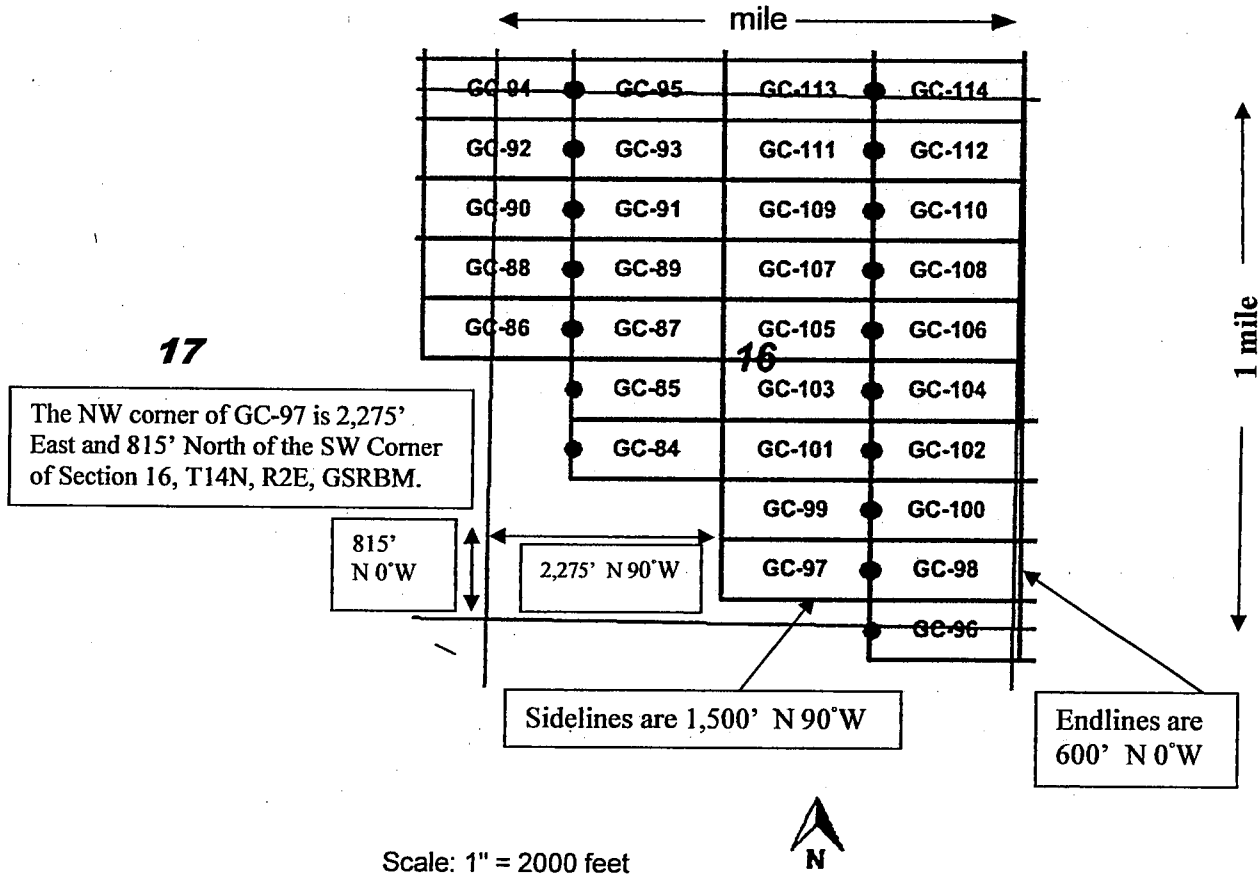 mile
GC-94 GC-95 GC-113 GC-114
GC-92 GC-93 GC-111 GC-112
GC-90 GC-91 GC-109 GC-110
GC-88 GC-89 GC-107 GC-108
GC-86 GC-87 GC-105 GC-106
17
16
1 mile
GC-85 GC-103 GC-104
The NW corner of GC-97 is 2,275’
East and 815’ North of the SW Corner
of Section 16, T14N, R2E, GSRBM.
GC-84 GC-101 GC-102
GC-99 GC-100
815’
N 0°W
2,275’ N 90°W
GC-97 GC-98
GC-96
Sidelines are 1,500’ N 90°W
Endlines are
600’ N 0°W
N
Scale: 1" = 2000 feet